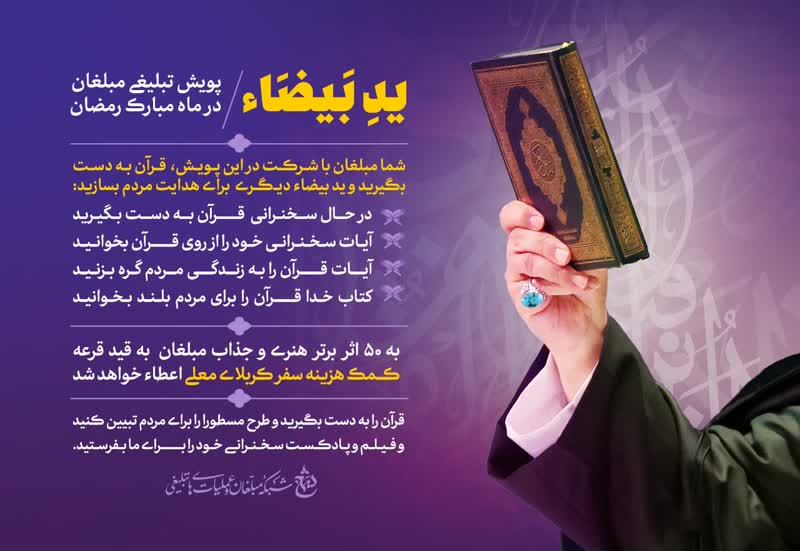 یدِ بَیضَاء
پویش تبلیغی مبلغان
در ماه مبارک رمضان
شما مبلغان با شرکت در این پویش، قرآن به دست
بگیرید و ید بیضاء دیگری برای هدایت مردم بسازید:
در حال سخنرانی قرآن به دست بگیرید
آیات سخنرانی خود را از روی قرآن بخوانید
آیات قرآن را به زندگی مردم گره بزنید
کتاب خدا قرآن را برای مردم بلند بخوانید
به ۵۰ اثر برتر هنری و جذاب مبلغان به قید قرعه
کمک هزینه سفر کربلای معلی اعطاء خواهد شد
قرآن را به دست بگیرید و طرح مسطورا را برای مردم تبیین کنید
و فیلم و پادکست سخنرانی خود را برای ما بفرستید.
شبکه مبلغان و عملیات‌های تبلیغی